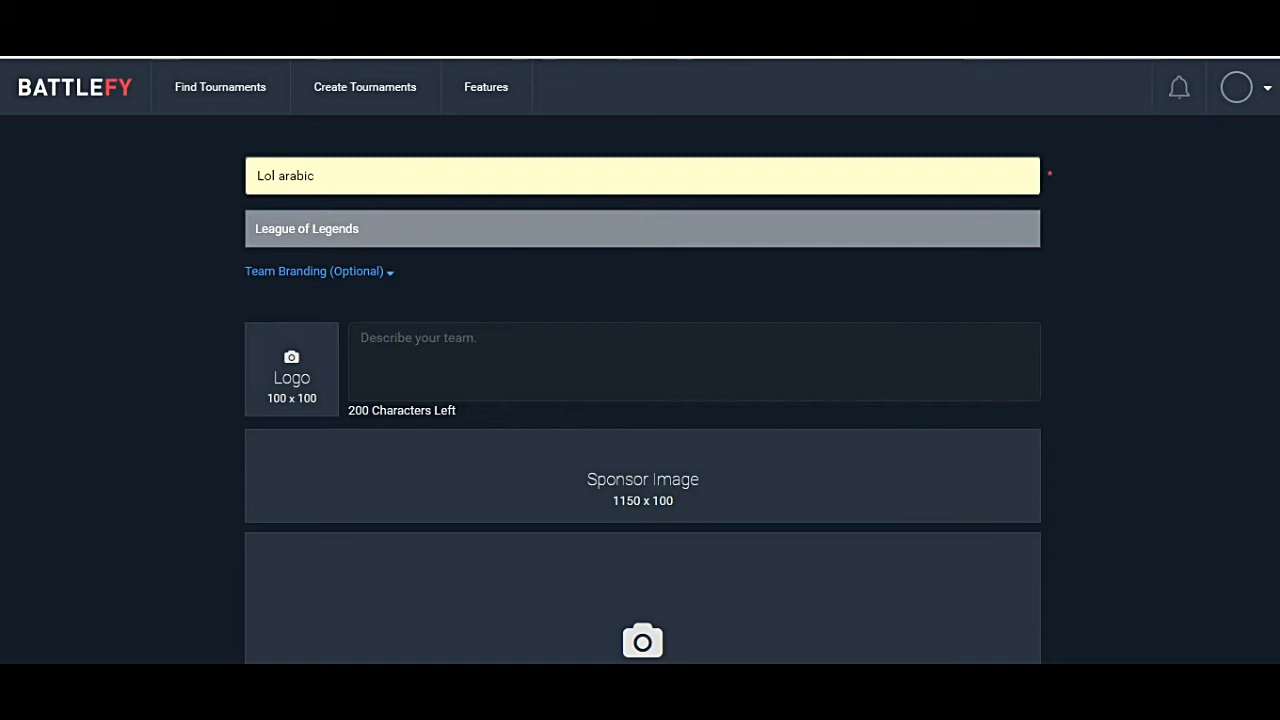 BATTLEFY
Find Tournaments
Create Tournaments
Features
Lol arabic
*
League of Legends
Team Branding (Optional)
Describe your team.
Logo
100 x 100
200 Characters Left
Sponsor Image
1150 x 100